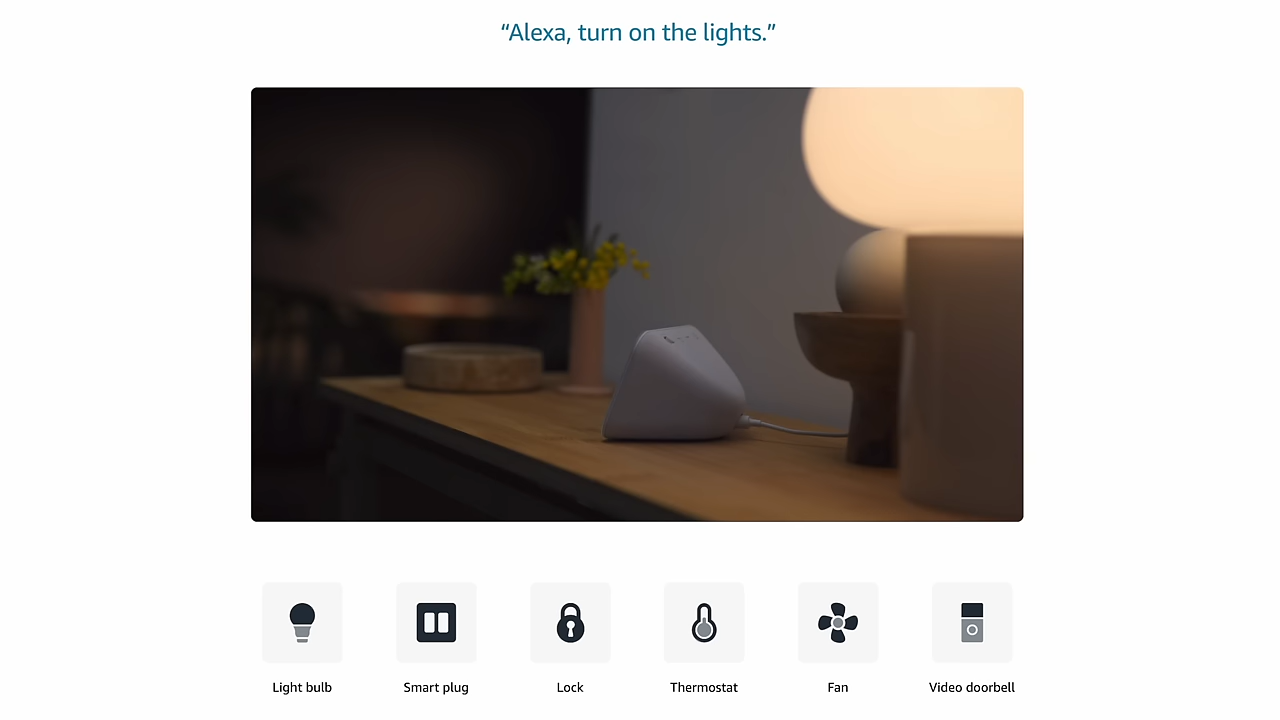 “Alexa, turn on the lights.”
Light bulb
Smart plug
Lock
Thermostat
Fan
Video doorbell